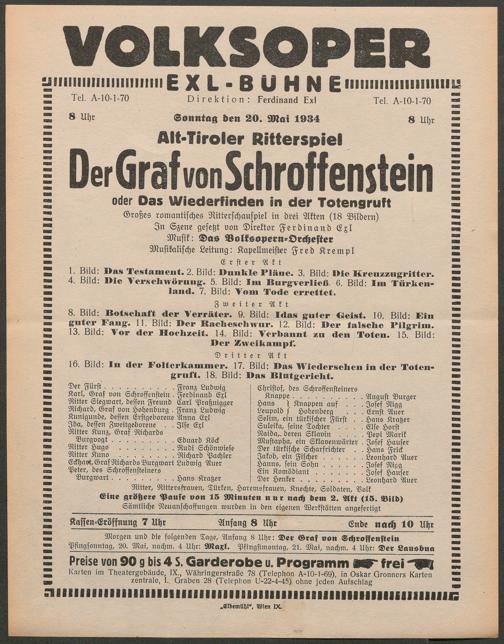 VOLKSOPER
EXL-BÜHNE
Tel. A-10-1-70 Direktion: Ferdinand Exl Tel. A-10-1-70
8 Uhr Sonntag den 20. Mai 1934 8 Uhr
Alt-Tiroler Ritterspiel
Der Graf von Schroffenstein
oder Das Wiederfinden in der Totengruft
Großes romantisches Ritterschauspiel in drei Akten (18 Bildern)
In Szene gesetzt von Direktor Ferdinand Exl
Musik: Das Volksopern-Orchester
Musikalische Leitung: Kapellmeister Fred Krempl
Erster Akt
1. Bild: Das Testament. 2. Bild: Dunkle Pläne. 3. Bild: Die Kreuzzugritter.
4. Bild: Die Verschwörung. 5. Bild: Im Burgverließ. 6. Bild: Im Türken-
land. 7. Bild: Vom Tode errettet.
Zweiter Akt
8. Bild: Botschaft der Verräter. 9. Bild: Idas guter Geist. 10. Bild: Ein
guter Fang. 11. Bild: Der Racheschwur. 12. Bild: Der falsche Pilgrim.
13. Bild: Vor der Hochzeit. 14. Bild: Verbannt zu den Toten. 15. Bild:
Der Zweikampf.
Dritter Akt
16. Bild: In der Folterkammer. 17. Bild: Das Wiedersehen in der Toten-
gruft. 18. Bild: Das Blutgericht.
Der Fürst . . . Franz Ludwig
Karl, Graf von Schroffenstein . Ferdinand Exl
Ritter Siegmar, dessen Freund Carl
Richard, Graf von Hohenburg . Franz Ludwig
Kunigunde, dessen Erstgeborene Anna Exl
Ida, dessen Zweitgeborene . . Ilse Exl
Ritter Kunz, Graf Richards
Burgvogt . . . Eduard Köck
Ritter Hugo . . . Rudi Schönwiese
Ritter Kuno . . . Richard
Eckhart, Graf Richards Burgwart Ludwig Auer
Peter, des Schroffensteiners
Burgwart . . . Hans Kratzer
Christof, des Schroffensteiners
Knappe . . . August Burger
Hans } Knappen auf . . Josef Nigg
Leupold } Hohenberg . . Ernst Auer
Selim, ein türkischer Fürst . Hans Kratzer
Suleika, seine Tochter . . Else Horst
Naida, deren Sklavin . . Pepi Marik
Mustapha, ein Sklavenwärter . Josef Hauser
Der türkische Scharfrichter . Hans Frick
Jakob, ein Fischer . . Leonhard Auer
Hanns, sein Sohn . . . Josef Nigg
Ein Komödiant . . . Josef Hauser
Der Henker . . . Leonhard Auer
Ritter, Ritterfrauen, Türken, Haremsfrauen, Knechte, Soldaten, Volk
Eine größere Pause von 15 Minuten nur nach dem 2. Akt (15. Bild)
Sämtliche Neuanschaffungen wurden in den eigenen Werkstätten angefertigt
Kassen-Eröffnung 7 Uhr Anfang 8 Uhr Ende nach 10 Uhr
Morgen und die folgenden Tage, Anfang 8 Uhr: Der Graf von Schroffenstein
Pfingstsonntag, 20. Mai, nachm. 4 Uhr: Mazl. Pfingstmontag, 21. Mai, nachm. 4 Uhr: Der Lausbua
Preise von 90 g bis 4 S. Garderobe u. Programm frei
Karten im Theatergebäude, IX., Währingerstraße 78 (Telephon A-10-1-69), in Oskar Gronners Karten
zentrale, I., Graben 28 (Telephon U-22-4-45) ohne jeden Aufschlag
„Elbemühl“, Wien IX.